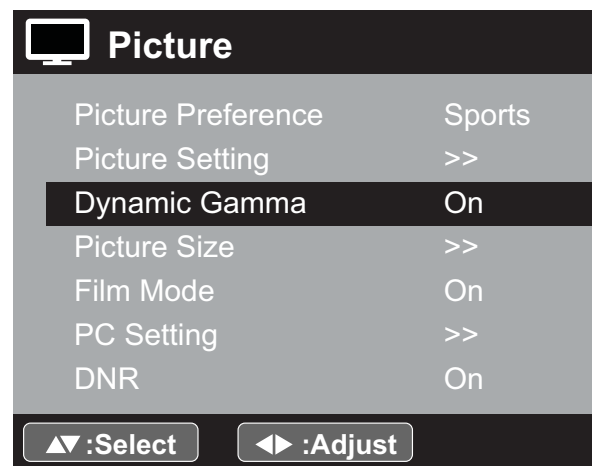 Picture
Picture Preference Sports
Picture Setting >>
Dynamic Gamma On
Picture Size >>
Film Mode On
PC Setting >>
DNR On
▲▼ :Select ◀▶ :Adjust